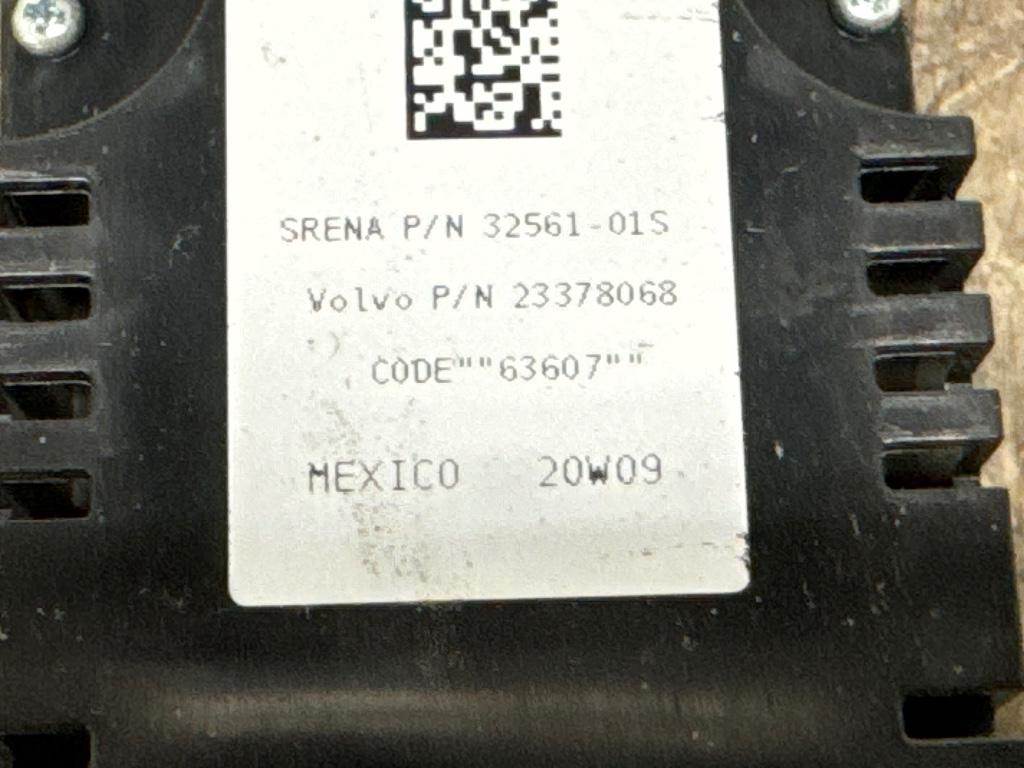 SRENA P/N 32561-01S
Volvo P/N 23378068
CODE""63607""
MEXICO 20W09